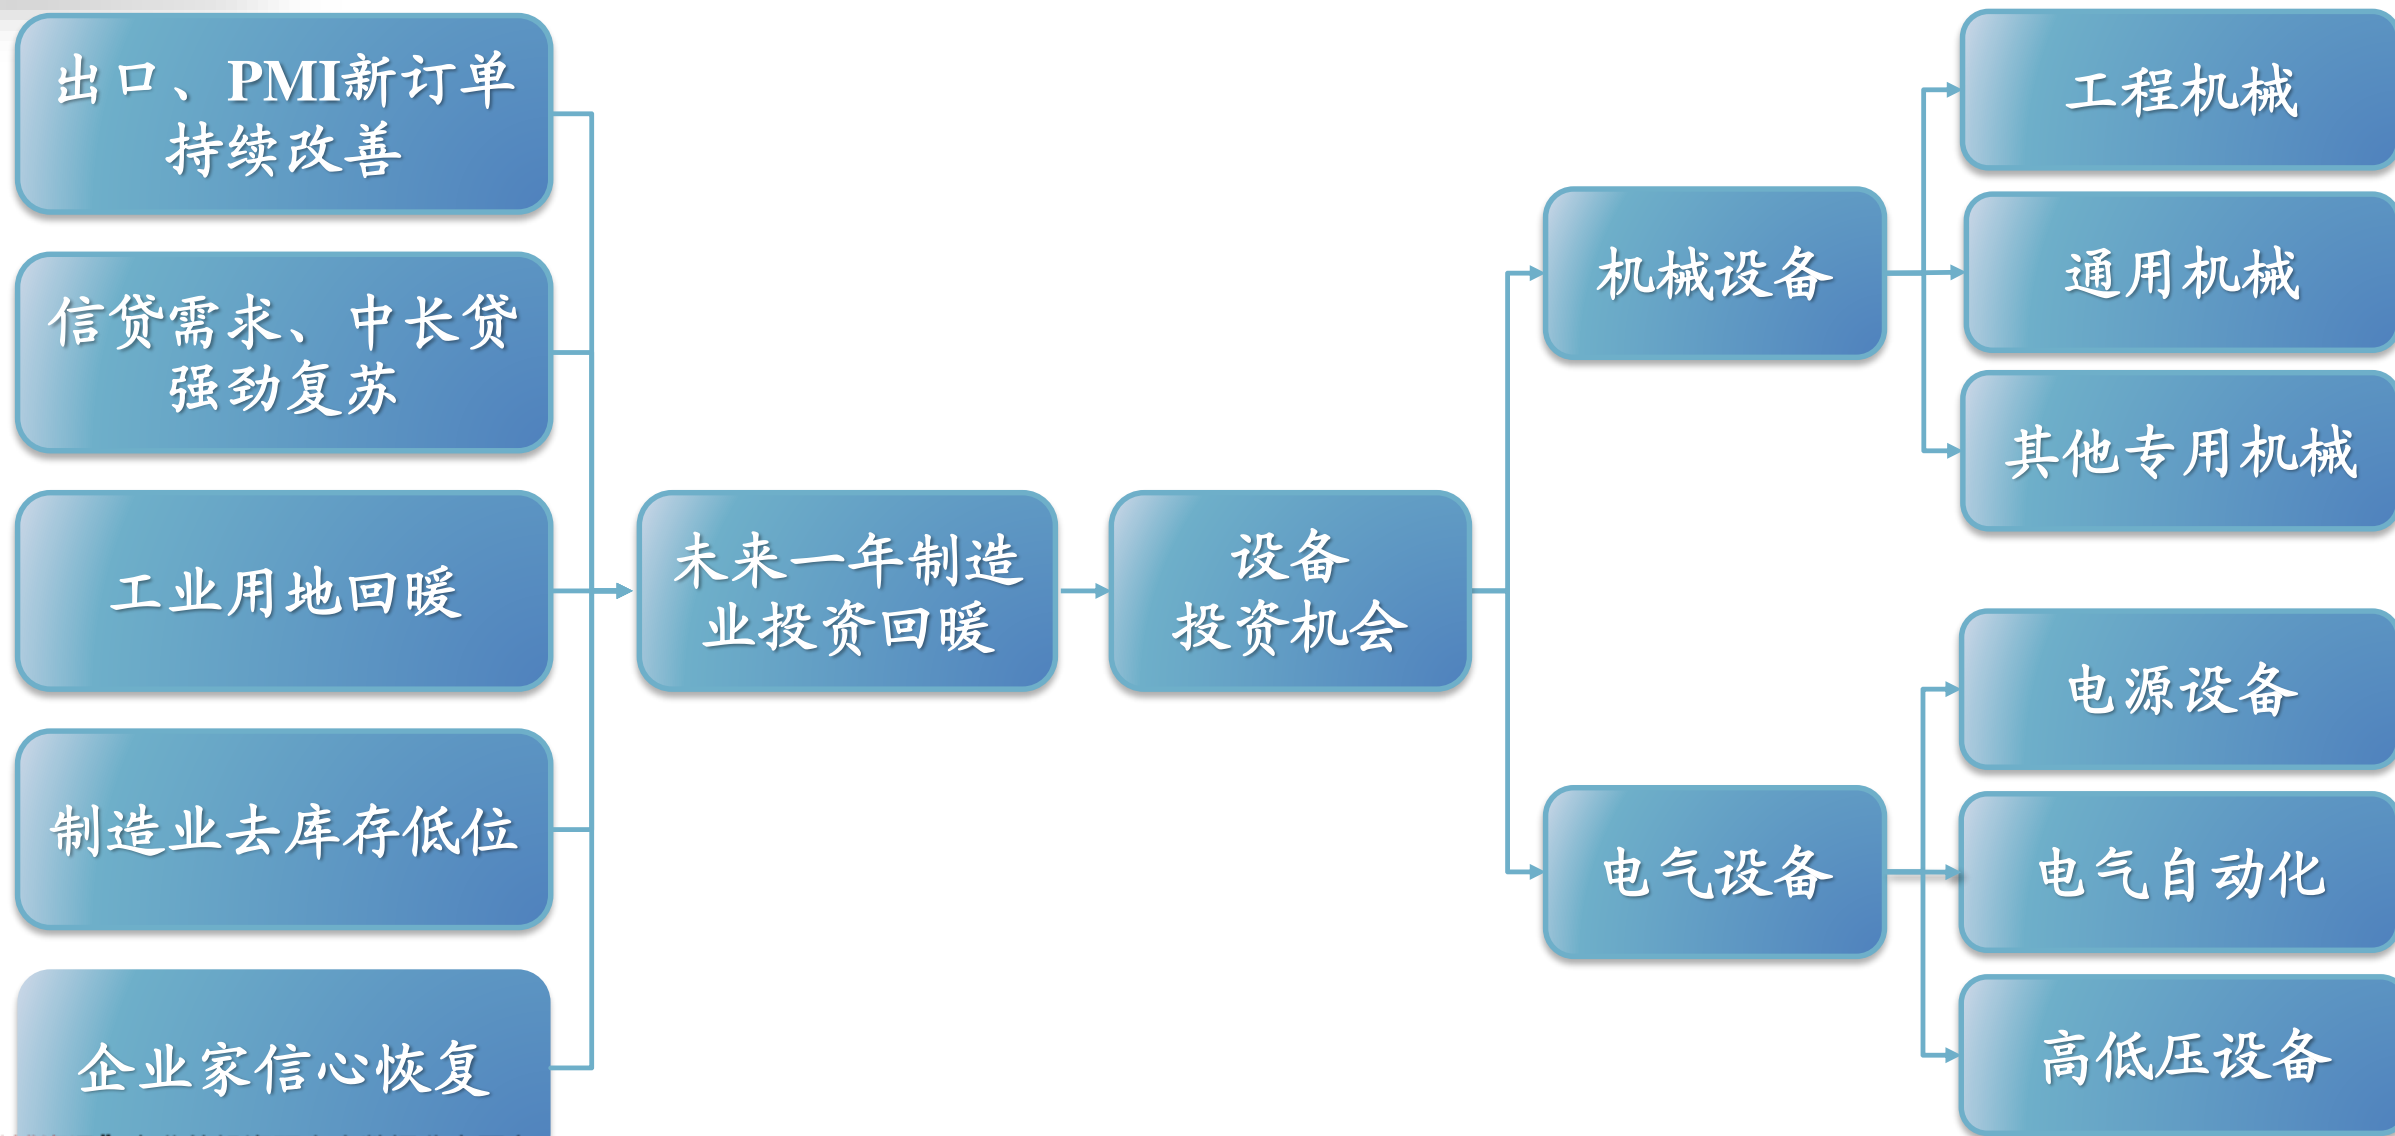 出口、PMI新订单
持续改善
信贷需求、中长贷
强劲复苏
工业用地回暖
制造业去库存低位
企业家信心恢复
未来一年制造
业投资回暖
设备
投资机会
机械设备
电气设备
工程机械
通用机械
其他专用机械
电源设备
电气自动化
高低压设备